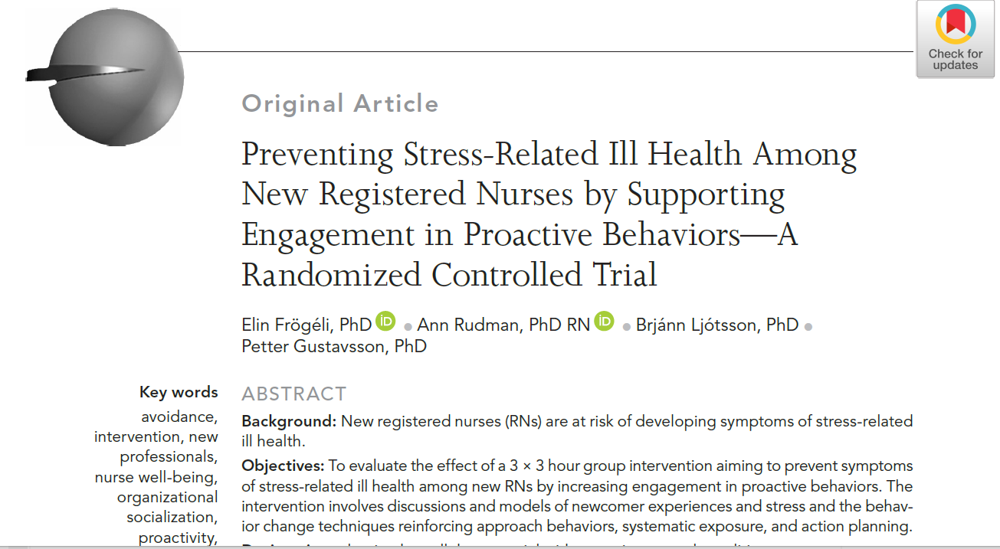 Check for
updates
Original Article
Preventing Stress-Related Ill Health Among
New Registered Nurses by Supporting
Engagement in Proactive Behaviors—A
Randomized Controlled Trial
Elin Frögéli, PhD iD • Ann Rudman, PhD RN iD • Brjánn Ljótsson, PhD •
Petter Gustavsson, PhD
Key words
avoidance,
intervention, new
professionals,
nurse well-being,
organizational
socialization,
proactivity,
ABSTRACT
Background: New registered nurses (RNs) are at risk of developing symptoms of stress-related
ill health.
Objectives: To evaluate the effect of a 3 × 3 hour group intervention aiming to prevent symptoms
of stress-related ill health among new RNs by increasing engagement in proactive behaviors. The
intervention involves discussions and models of newcomer experiences and stress and the behav-
ior change techniques reinforcing approach behaviors, systematic exposure, and action planning.